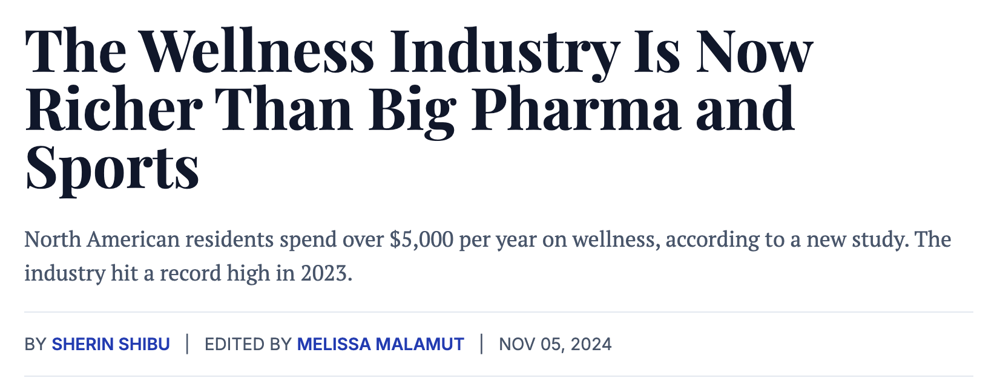 The Wellness Industry Is Now
Richer Than Big Pharma and
Sports
North American residents spend over $5,000 per year on wellness, according to a new study. The
industry hit a record high in 2023.
BY SHERIN SHIBU | EDITED BY MELISSA MALAMUT | NOV 05, 2024